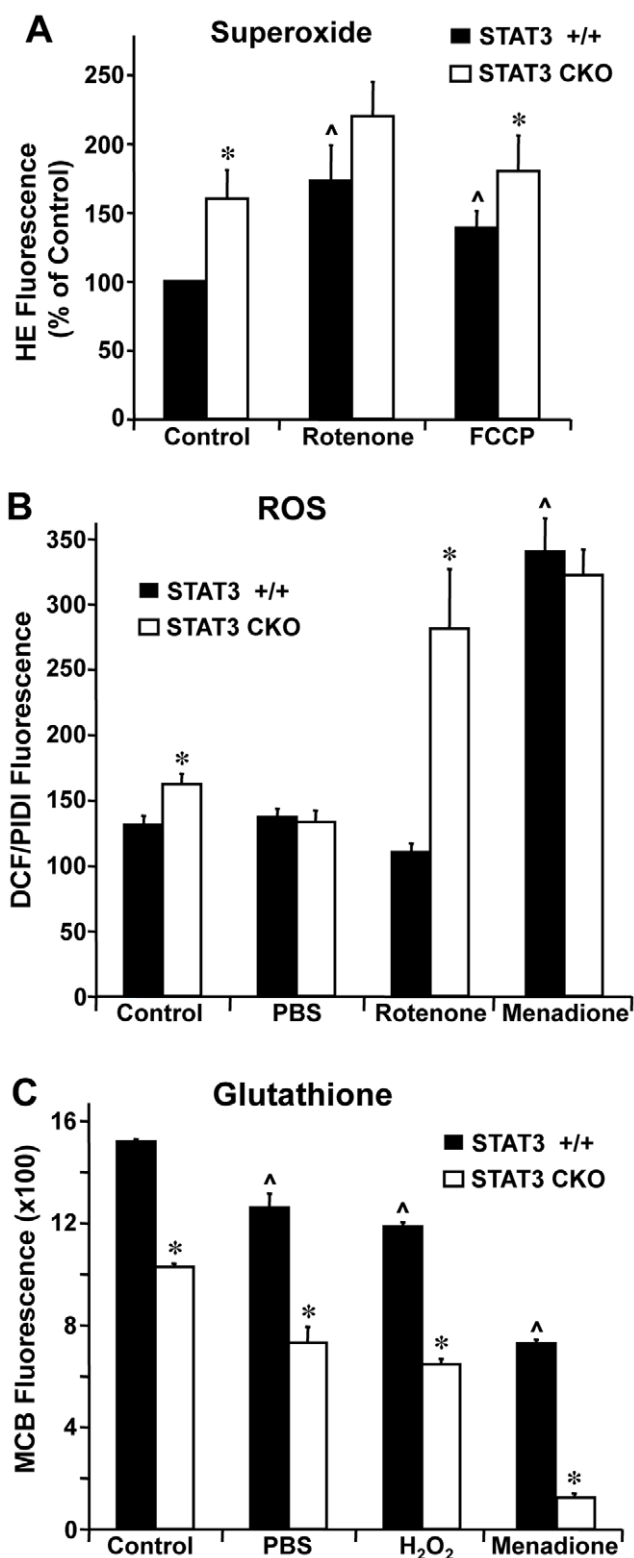 A Superoxide
STAT3 +/+
STAT3 CKO
HE Fluorescence
(% of Control)
250
200
150
100
50
0
^
*
^
*
Control Rotenone FCCP
B ROS
STAT3 +/+
STAT3 CKO
DCF/PIDI Fluorescence
350
300
250
200
150
100
50
0
*
*
^
Control PBS Rotenone Menadione
C Glutathione
STAT3 +/+
STAT3 CKO
MCB Fluorescence (x100)
16
12
8
4
0
*
^
*
^
*
^
*
Control PBS H₂O₂ Menadione